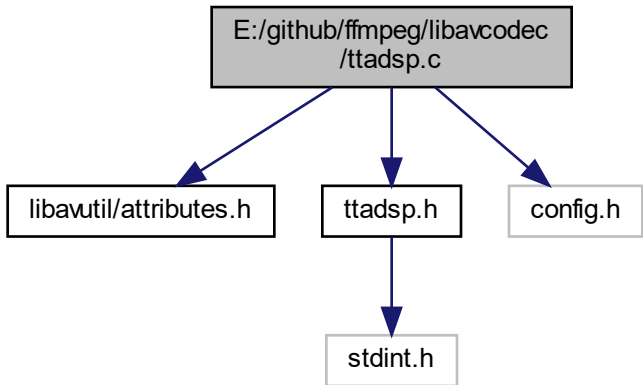 E:/github/ffmpeg/libavcodec
/ttadsp.c
libavutil/attributes.h
ttadsp.h
config.h
stdint.h